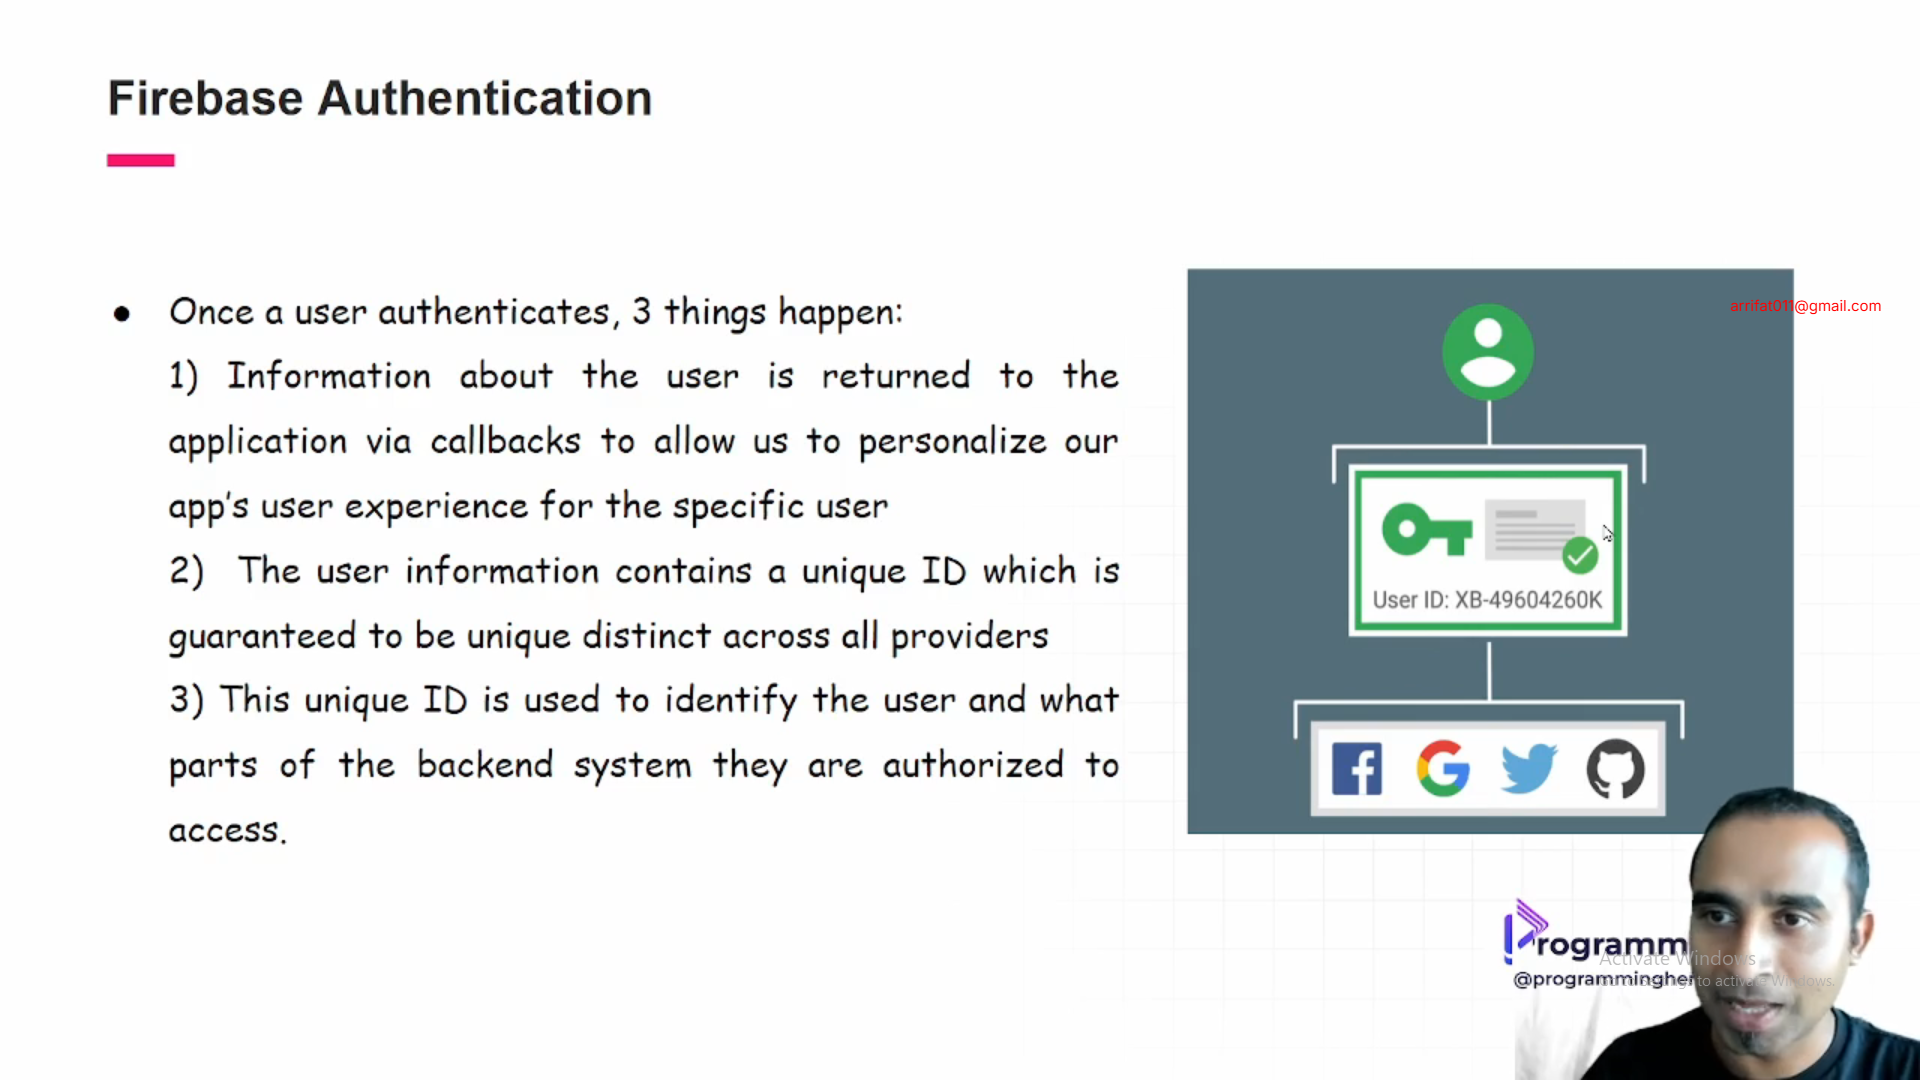 Firebase Authentication
● Once a user authenticates, 3 things happen:
1) Information about the user is returned to the
application via callbacks to allow us to personalize our
app's user experience for the specific user
2) The user information contains a unique ID which is
guaranteed to be unique distinct across all providers
3) This unique ID is used to identify the user and what
parts of the backend system they are authorized to
access.
arrifat011@gmail.com
User ID: XB-49604260K
Programm
Activate Windows
@programmingher
to activate Windows.